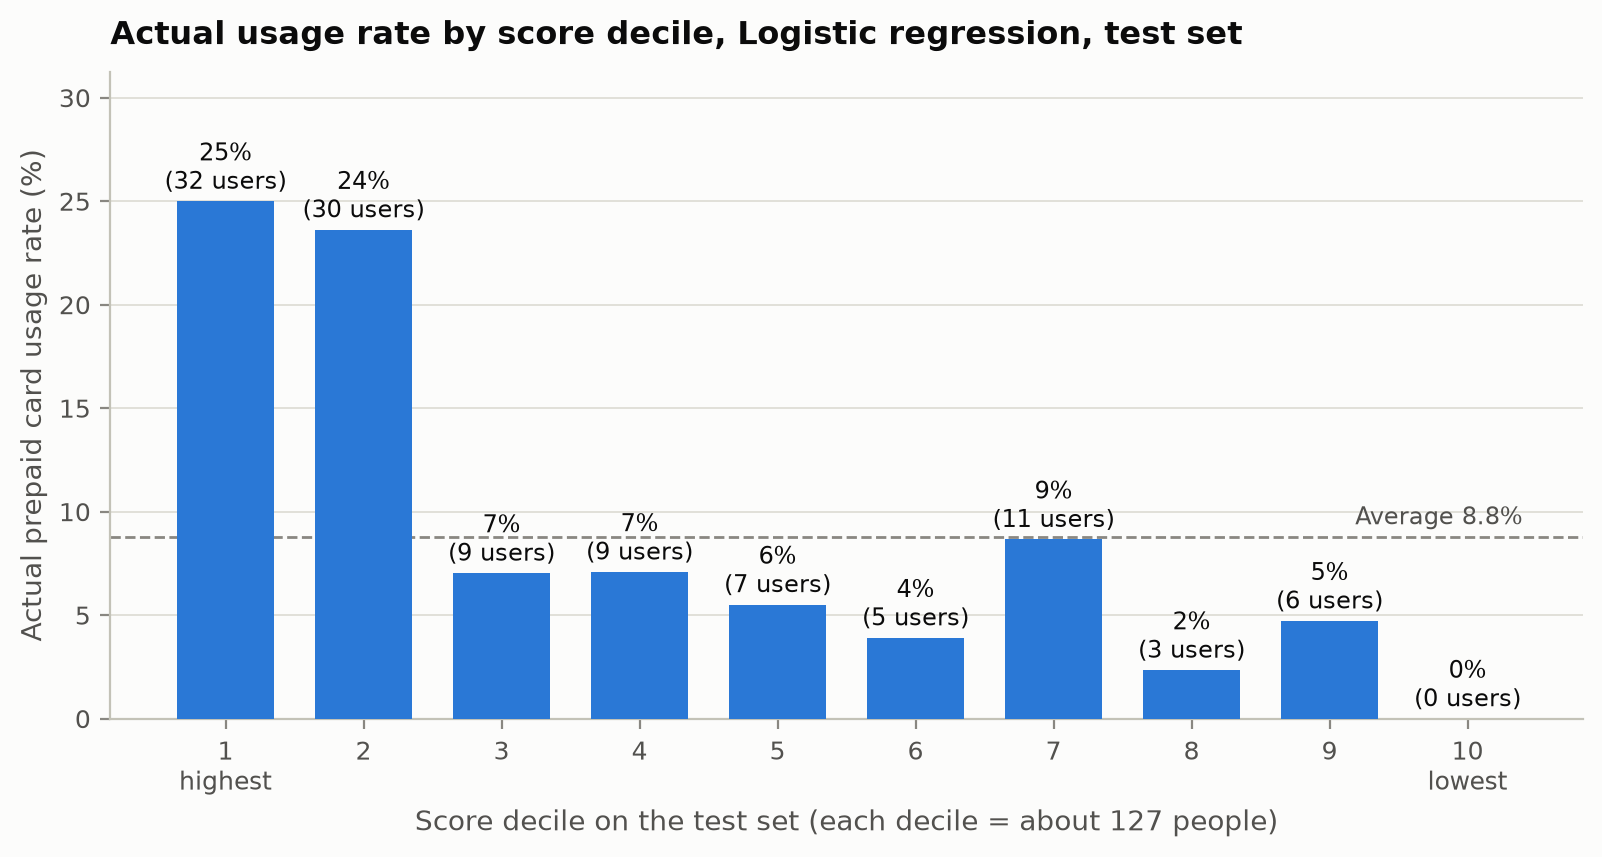 Actual usage rate by score decile, Logistic regression, test set
Actual prepaid card usage rate (%)
30
25
20
15
10
5
0
25%
(32 users)
24%
(30 users)
7%
(9 users)
7%
(9 users)
6%
(7 users)
4%
(5 users)
9%
(11 users)
2%
(3 users)
5%
(6 users)
0%
(0 users)
Average 8.8%
1
highest
2
3
4
5
6
7
8
9
10
lowest
Score decile on the test set (each decile = about 127 people)